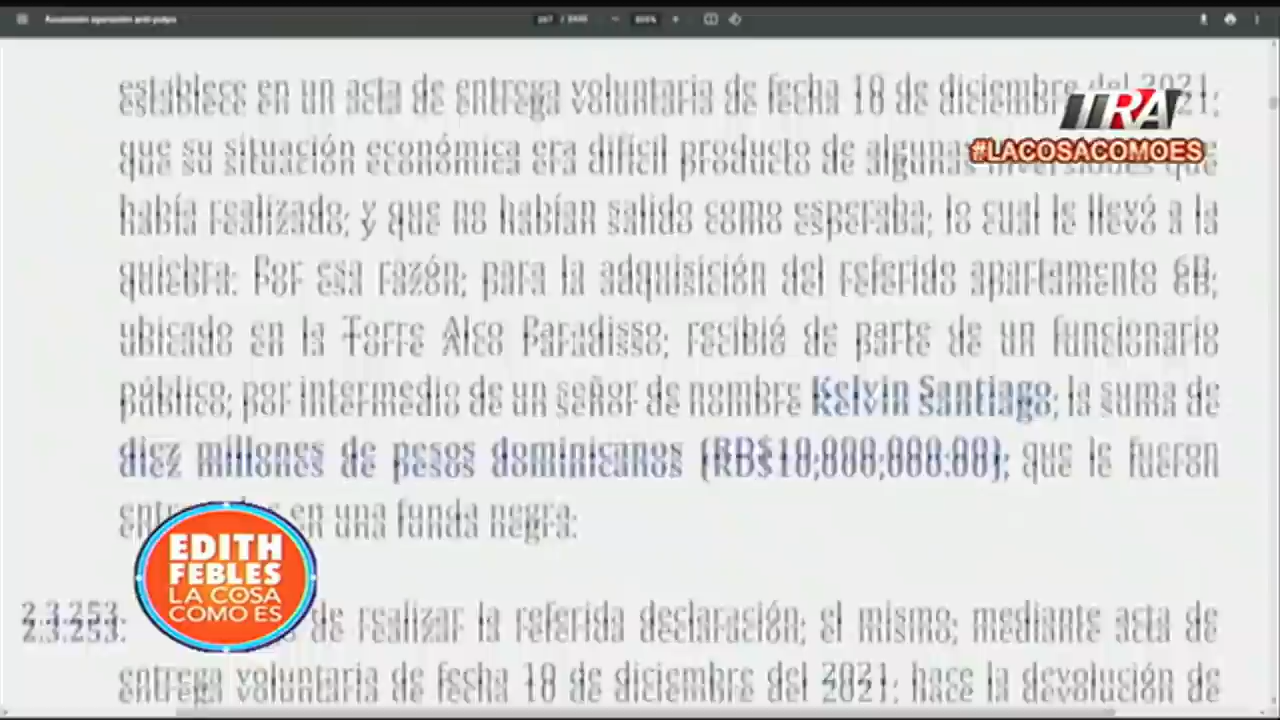 Acusación operación anti pulpo
establece en un acta de entrega voluntaria de fecha 18 de diciembre del 2021,
TRA
#LACOSACOMOES
que su situación económica era difícil producto de algunas inversiones que
había realizado, y que no habían salido como esperaba, lo cual le llevó a la
quiebra. Por esa razón, para la adquisición del referido apartamento 6B,
ubicado en la Torre Alco Paradisso, recibió de parte de un funcionario
público, por intermedio de un señor de nombre Kelvin Santiago, la suma de
diez millones de pesos dominicanos (RD$10,000,000.00), que le fueron
en una funda negra.
EDITH
FEBLES
LA COSA
COMO ES
2.3.253. de realizar la referida declaración, el mismo, mediante acta de
entrega voluntaria de fecha 18 de diciembre del 2021, hace la devolución de